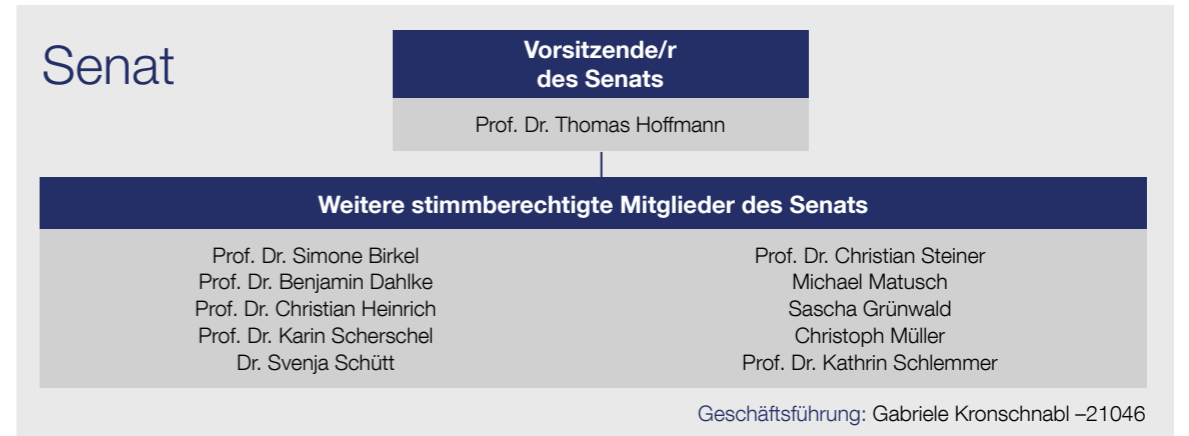 Senat
Vorsitzende/r
des Senats
Prof. Dr. Thomas Hoffmann
Weitere stimmberechtigte Mitglieder des Senats
Prof. Dr. Simone Birkel
Prof. Dr. Benjamin Dahlke
Prof. Dr. Christian Heinrich
Prof. Dr. Karin Scherschel
Dr. Svenja Schütt
Prof. Dr. Christian Steiner
Michael Matusch
Sascha Grünwald
Christoph Müller
Prof. Dr. Kathrin Schlemmer
Geschäftsführung: Gabriele Kronschnabl –21046